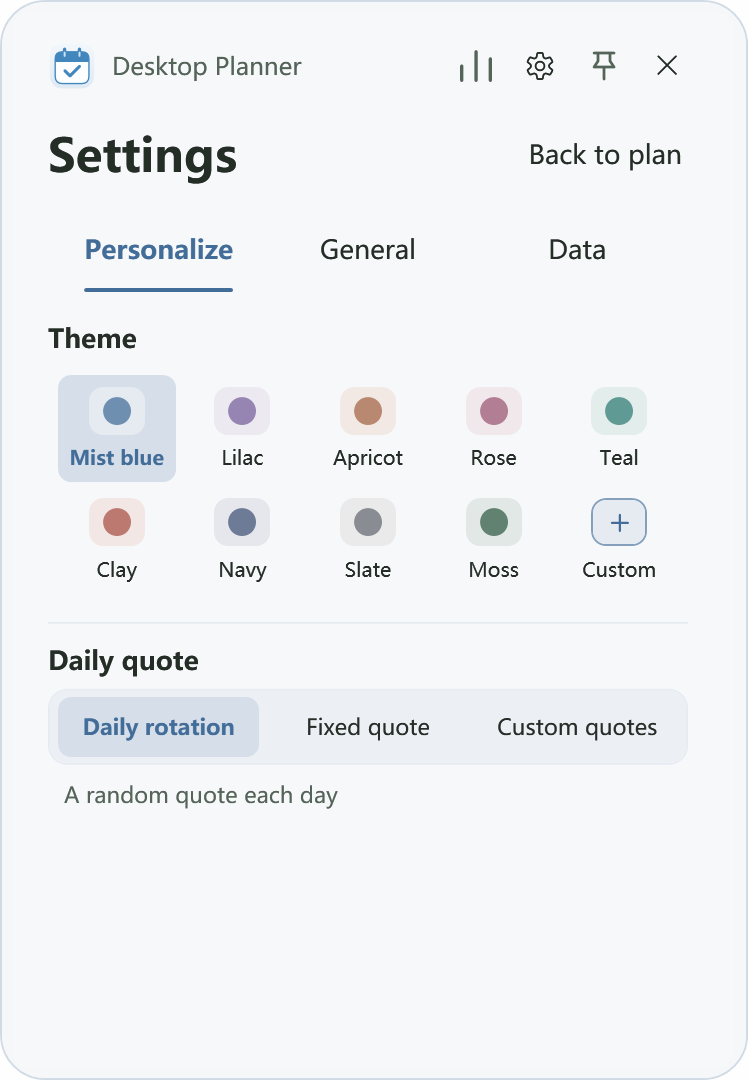 Desktop Planner
Settings
Back to plan
Personalize General Data
Theme
Mist blue Lilac Apricot Rose Teal
Clay Navy Slate Moss Custom
Daily quote
Daily rotation Fixed quote Custom quotes
A random quote each day